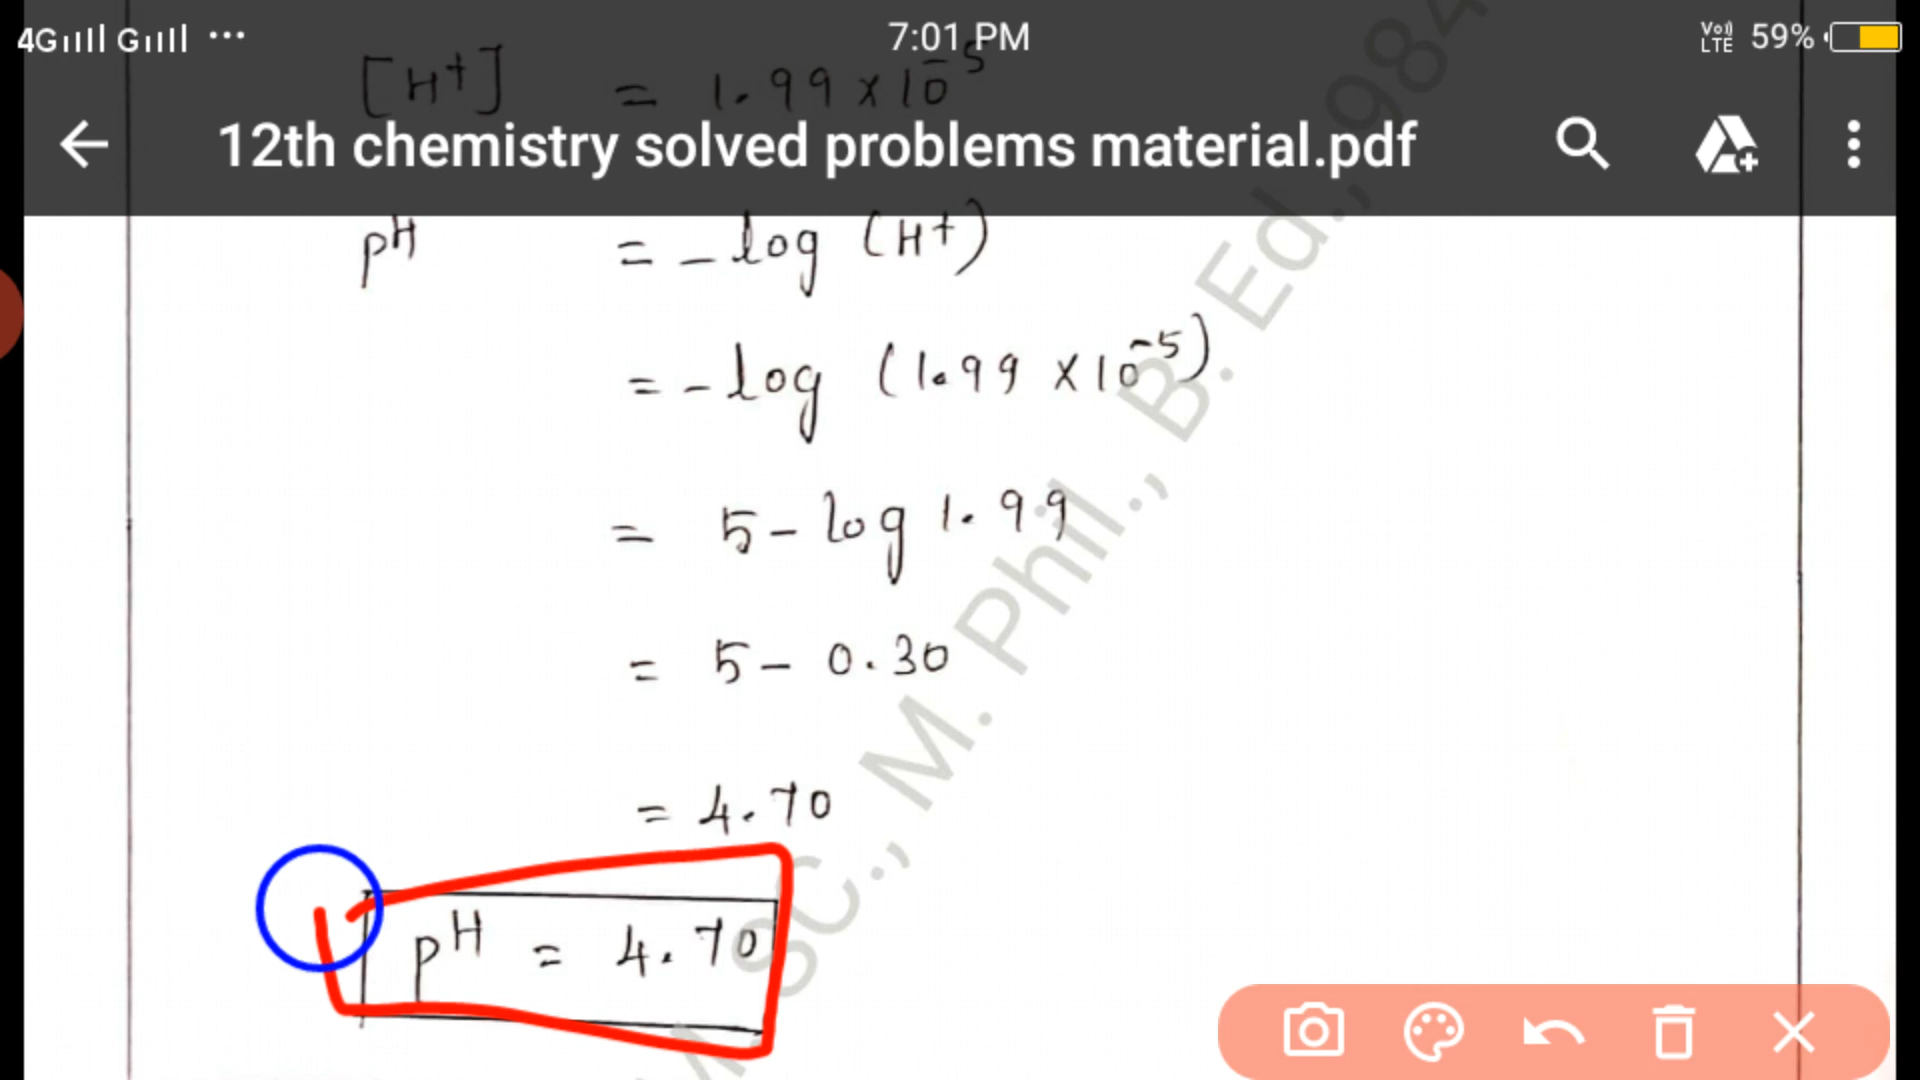 4G G ... 7:01 PM Vo) LTE 59%
[H+] = 1.99 x 10^-5
12th chemistry solved problems material.pdf
pH = - log (H+)
= - log (1.99 x 10^-5)
= 5 - log 1.99
= 5 - 0.30
= 4.70
pH = 4.70
SC., M. Phil., B. Ed., 984